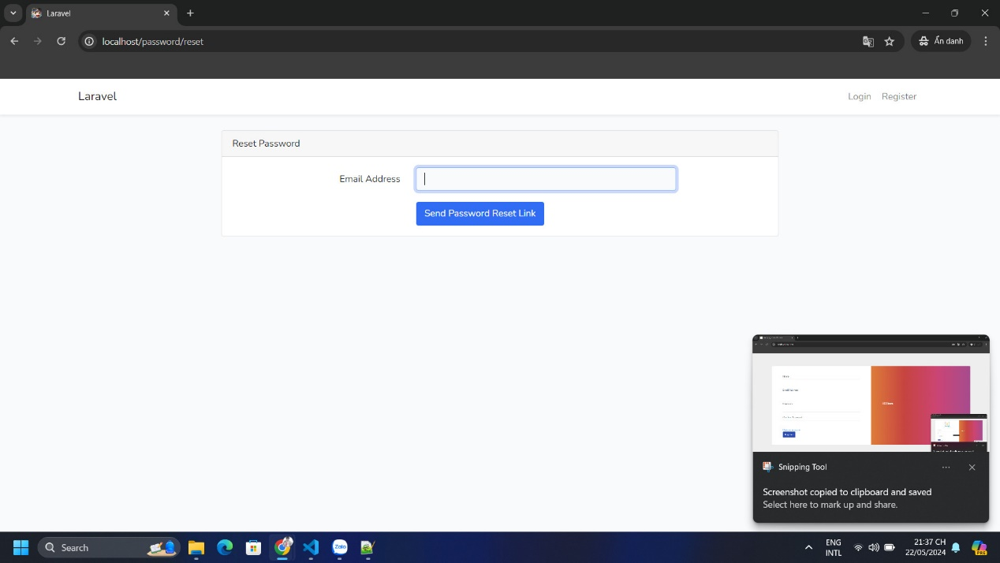 Laravel
localhost/password/reset
Ẩn danh
Laravel
Login
Register
Reset Password
Email Address
Send Password Reset Link
Snipping Tool
Screenshot copied to clipboard and saved
Select here to mark up and share.
Search
Zalo
ENG
INTL
21:37 CH
22/05/2024
PRE